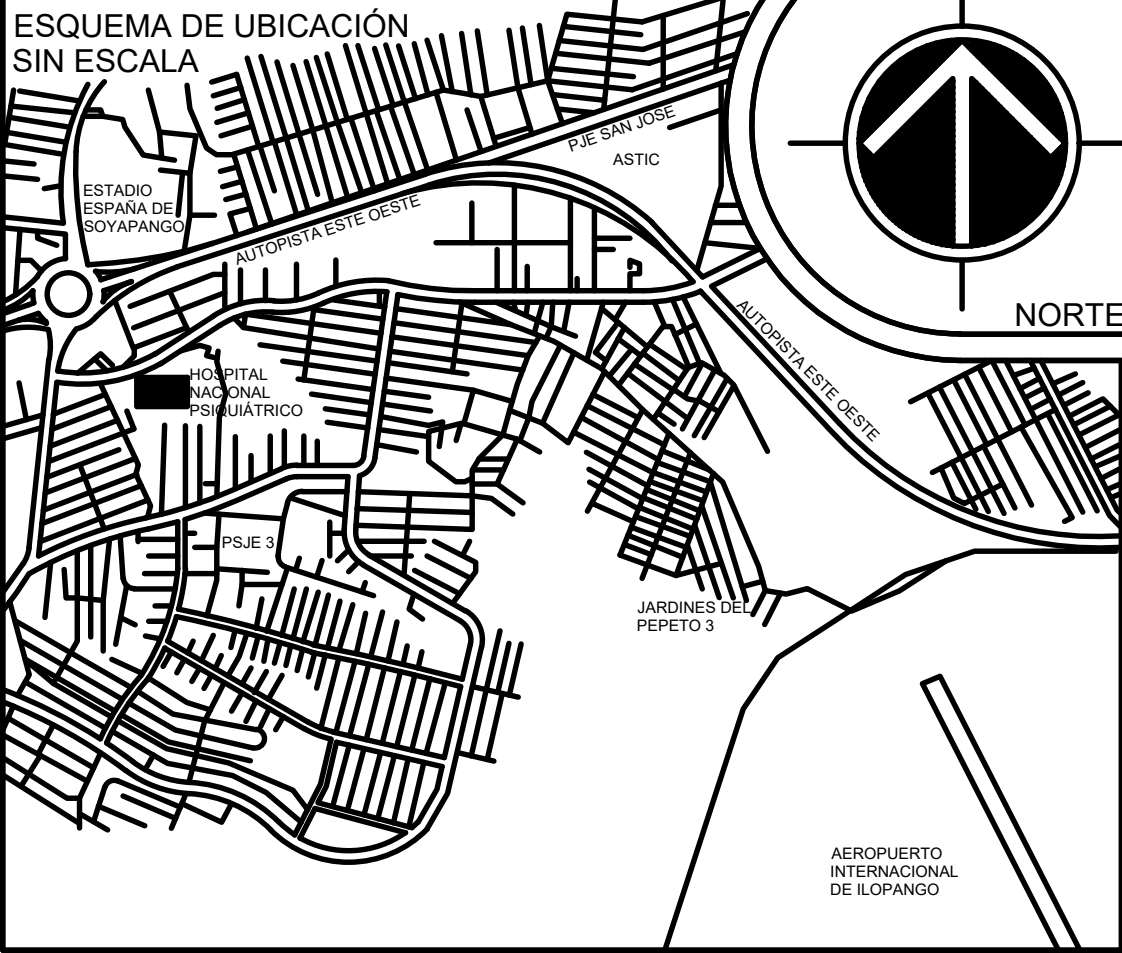 ESQUEMA DE UBICACIÓN
SIN ESCALA
PJE SAN JOSE
ASTIC
ESTADIO
ESPAÑA DE
SOYAPANGO
AUTOPISTA ESTE OESTE
NORTE
AUTOPISTA ESTE OESTE
HOSPITAL
NACIONAL
PSIQUIÁTRICO
PSJE 3
JARDINES DEL
PEPETO 3
AEROPUERTO
INTERNACIONAL
DE ILOPANGO